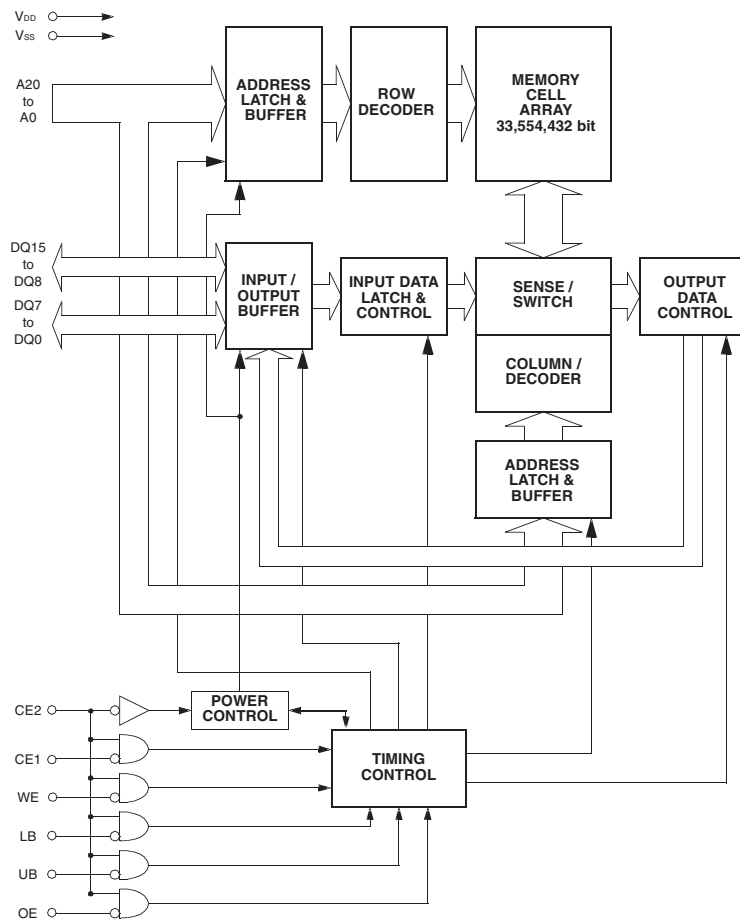 VDD
VSS
A20
to
A0
ADDRESS
LATCH &
BUFFER
ROW
DECODER
MEMORY
CELL
ARRAY
33,554,432 bit
DQ15
to
DQ8
DQ7
to
DQ0
INPUT /
OUTPUT
BUFFER
INPUT DATA
LATCH &
CONTROL
SENSE /
SWITCH
OUTPUT
DATA
CONTROL
COLUMN /
DECODER
ADDRESS
LATCH &
BUFFER
CE2
POWER
CONTROL
CE1
TIMING
CONTROL
WE
LB
UB
OE